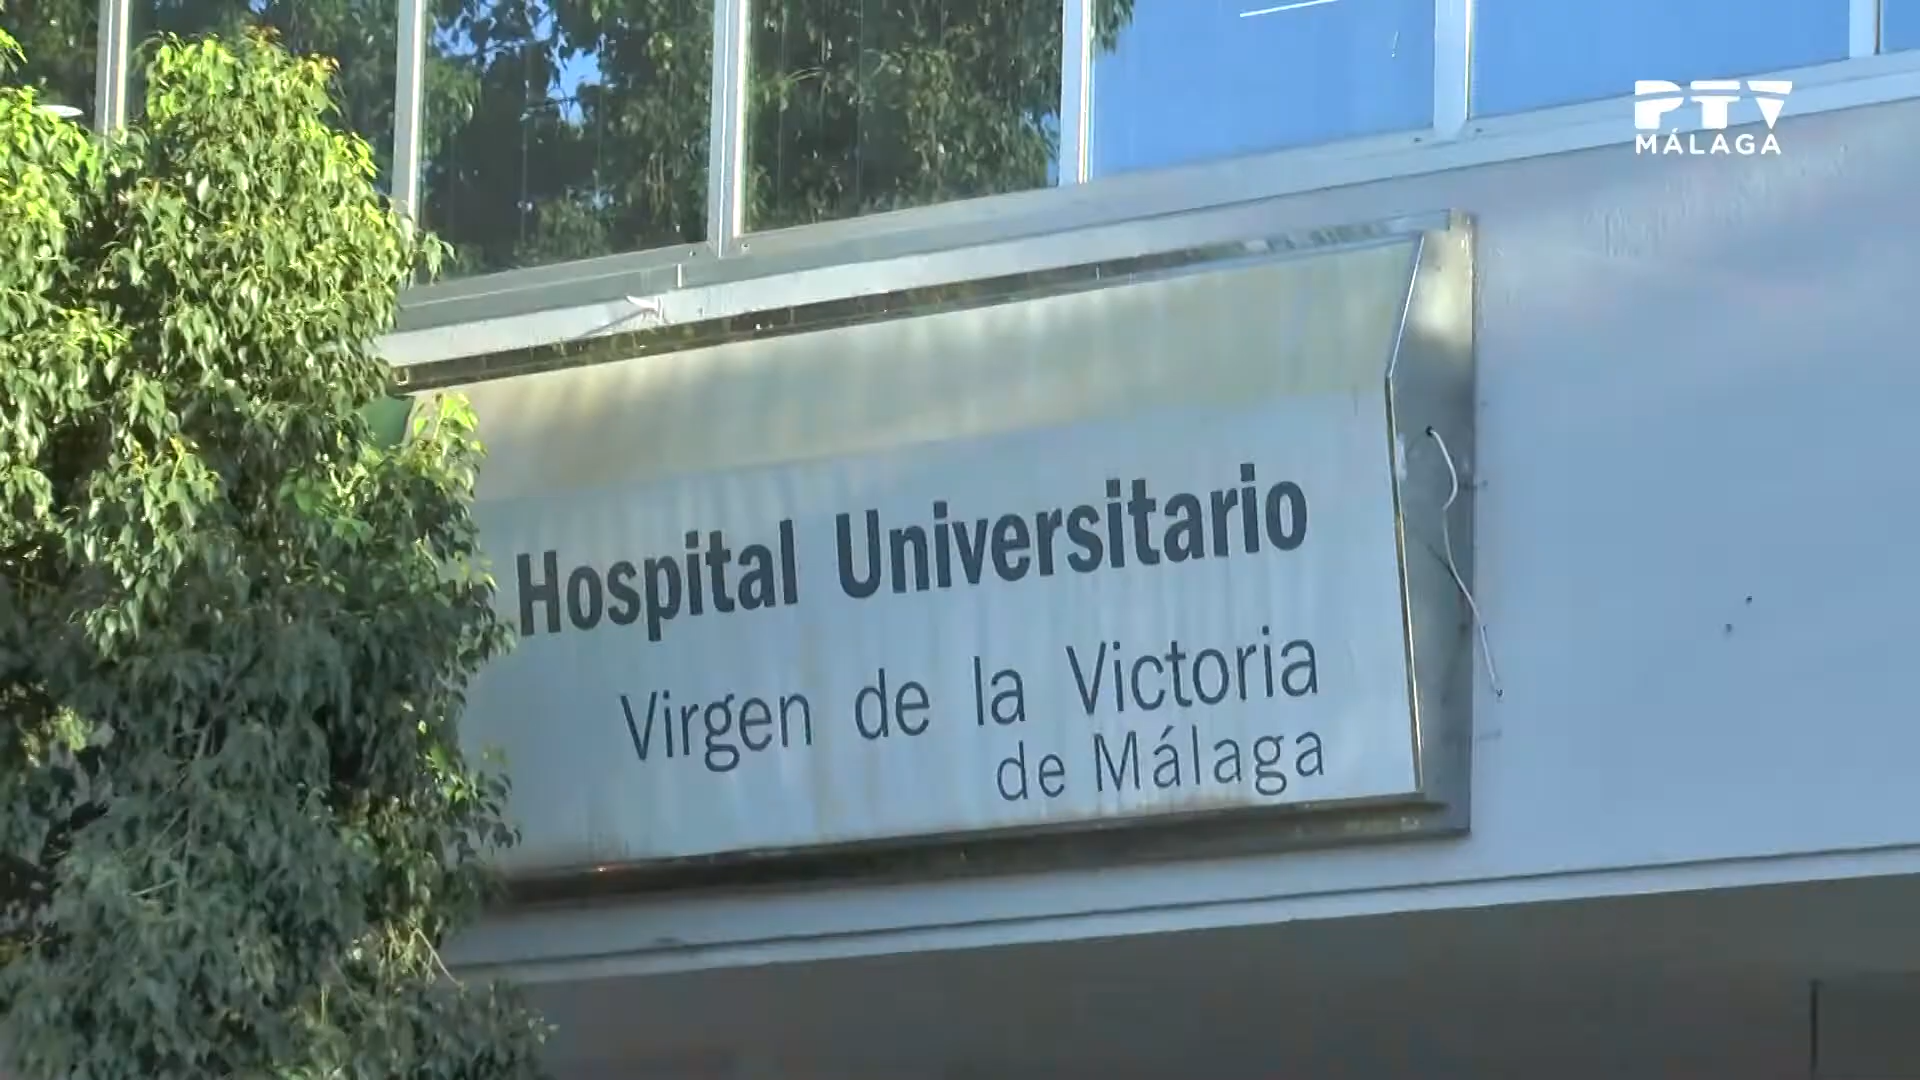 PTV
MÁLAGA
Hospital Universitario
Virgen de la Victoria
de Málaga